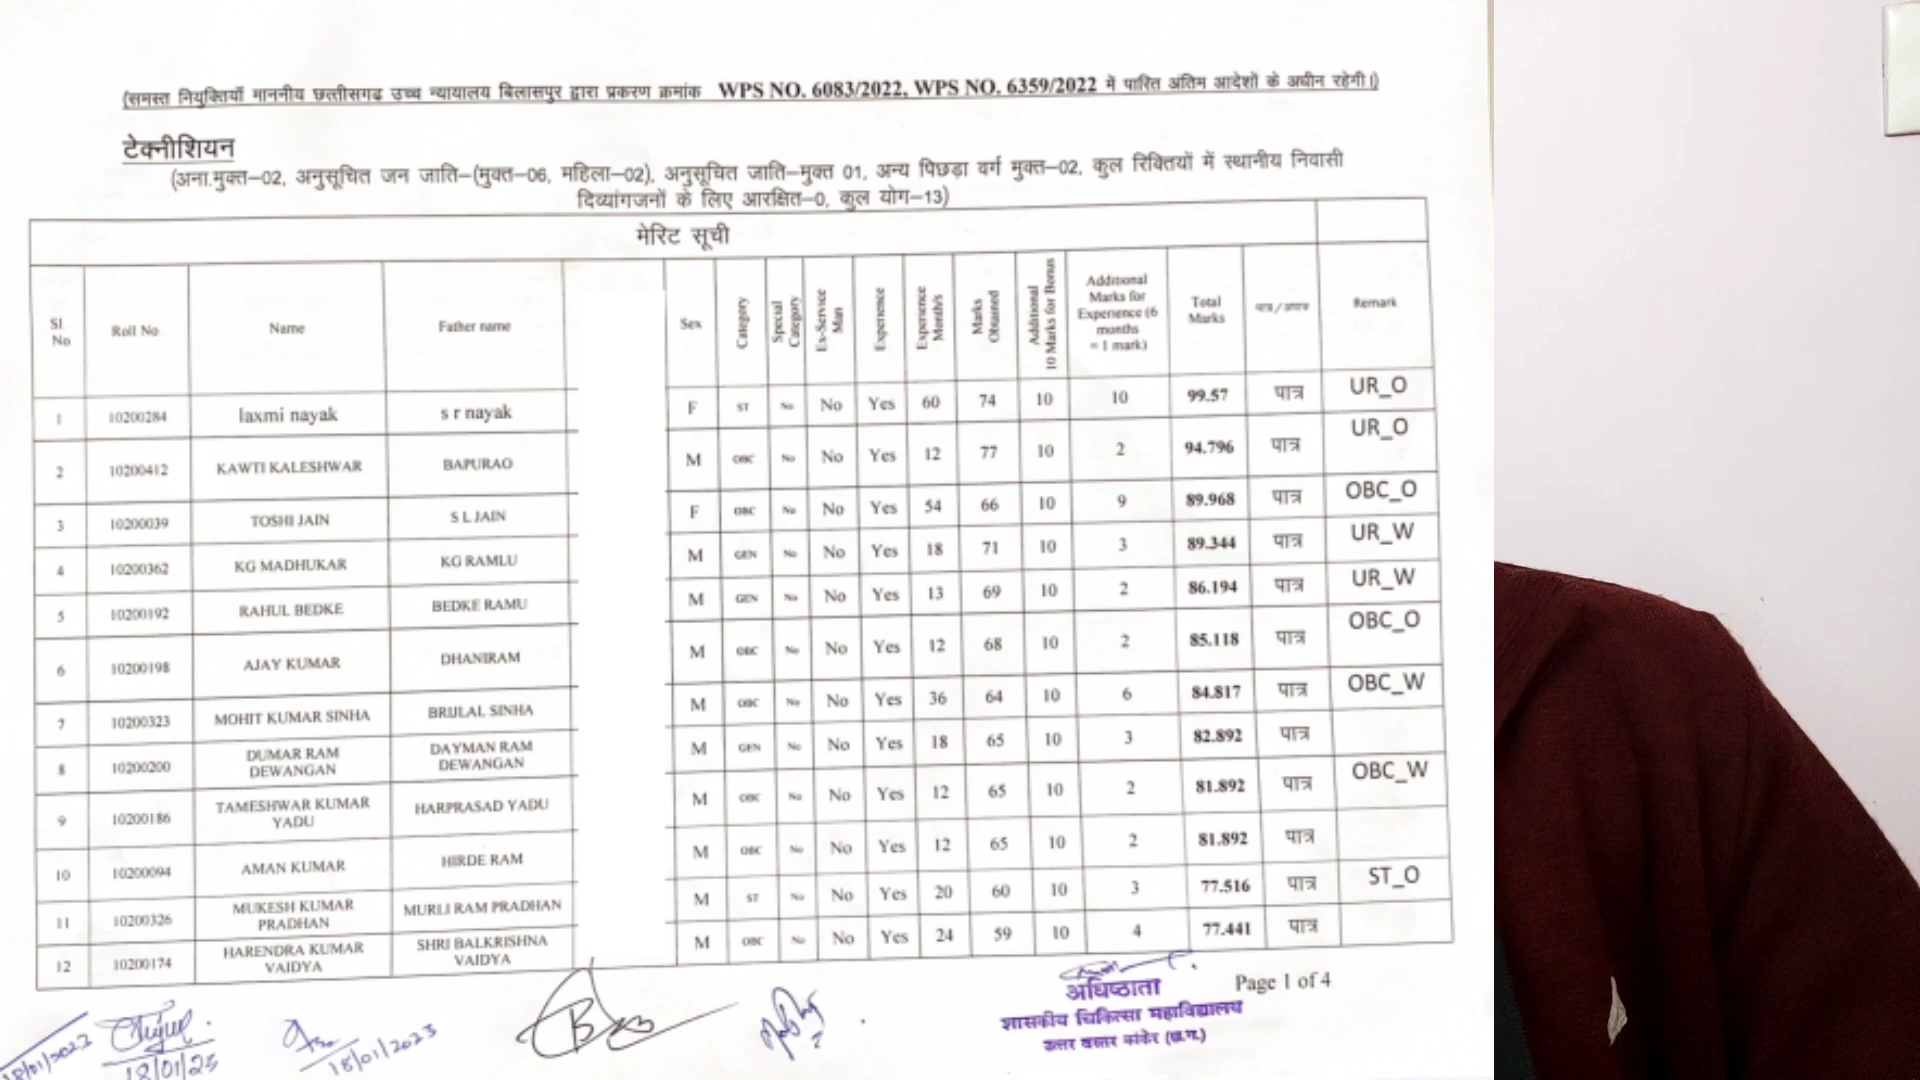 (समस्त नियुक्तियाँ माननीय छत्तीसगढ उच्च न्यायालय बिलासपुर द्वारा प्रकरण क्रमांक WPS NO. 6083/2022, WPS NO. 6359/2022 में पारित अंतिम आदेशों के अधीन रहेगी।)
टेक्नीशियन
(अना.मुक्त–02, अनुसूचित जन जाति–(मुक्त–06, महिला–02), अनुसूचित जाति–मुक्त 01, अन्य पिछड़ा वर्ग मुक्त–02, कुल रिक्तियों में स्थानीय निवासी
दिव्यांगजनों के लिए आरक्षित–0, कुल योग–13)
मेरिट सूची
Sl. No Roll No Name Father name Sex Category Special Category Ex-Service Man Experience Experience Month/s Marks Obtained Additional 10 Marks for Bonus Additional Marks for Experience (6 months = 1 mark) Total Marks पात्र/अपात्र Remark
1 10200284 laxmi nayak s r nayak F ST No No Yes 60 74 10 10 99.57 पात्र UR_O
2 10200412 KAWTI KALESHWAR BAPURAO M OBC No No Yes 12 77 10 2 94.796 पात्र UR_O
3 10200039 TOSHI JAIN S L JAIN F OBC No No Yes 54 66 10 9 89.968 पात्र OBC_O
4 10200362 KG MADHUKAR KG RAMLU M GEN No No Yes 18 71 10 3 89.344 पात्र UR_W
5 10200192 RAHUL BEDKE BEDKE RAMU M GEN No No Yes 13 69 10 2 86.194 पात्र UR_W
6 10200198 AJAY KUMAR DHANIRAM M OBC No No Yes 12 68 10 2 85.118 पात्र OBC_O
7 10200323 MOHIT KUMAR SINHA BRIJLAL SINHA M OBC No No Yes 36 64 10 6 84.817 पात्र OBC_W
8 10200200 DUMAR RAM DEWANGAN DAYMAN RAM DEWANGAN M GEN No No Yes 18 65 10 3 82.892 पात्र
9 10200186 TAMESHWAR KUMAR YADU HARPRASAD YADU M OBC No No Yes 12 65 10 2 81.892 पात्र OBC_W
10 10200094 AMAN KUMAR HIRDE RAM M OBC No No Yes 12 65 10 2 81.892 पात्र
11 10200326 MUKESH KUMAR PRADHAN MURLI RAM PRADHAN M ST No No Yes 20 60 10 3 77.516 पात्र ST_O
12 10200174 HARENDRA KUMAR VAIDYA SHRI BALKRISHNA VAIDYA M OBC No No Yes 24 59 10 4 77.441 पात्र
Page 1 of 4
अधिष्ठाता
शासकीय चिकित्सा महाविद्यालय
उत्तर बस्तर कांकेर (छ.ग.)
18/01/2022
18/01/23
18/01/2023